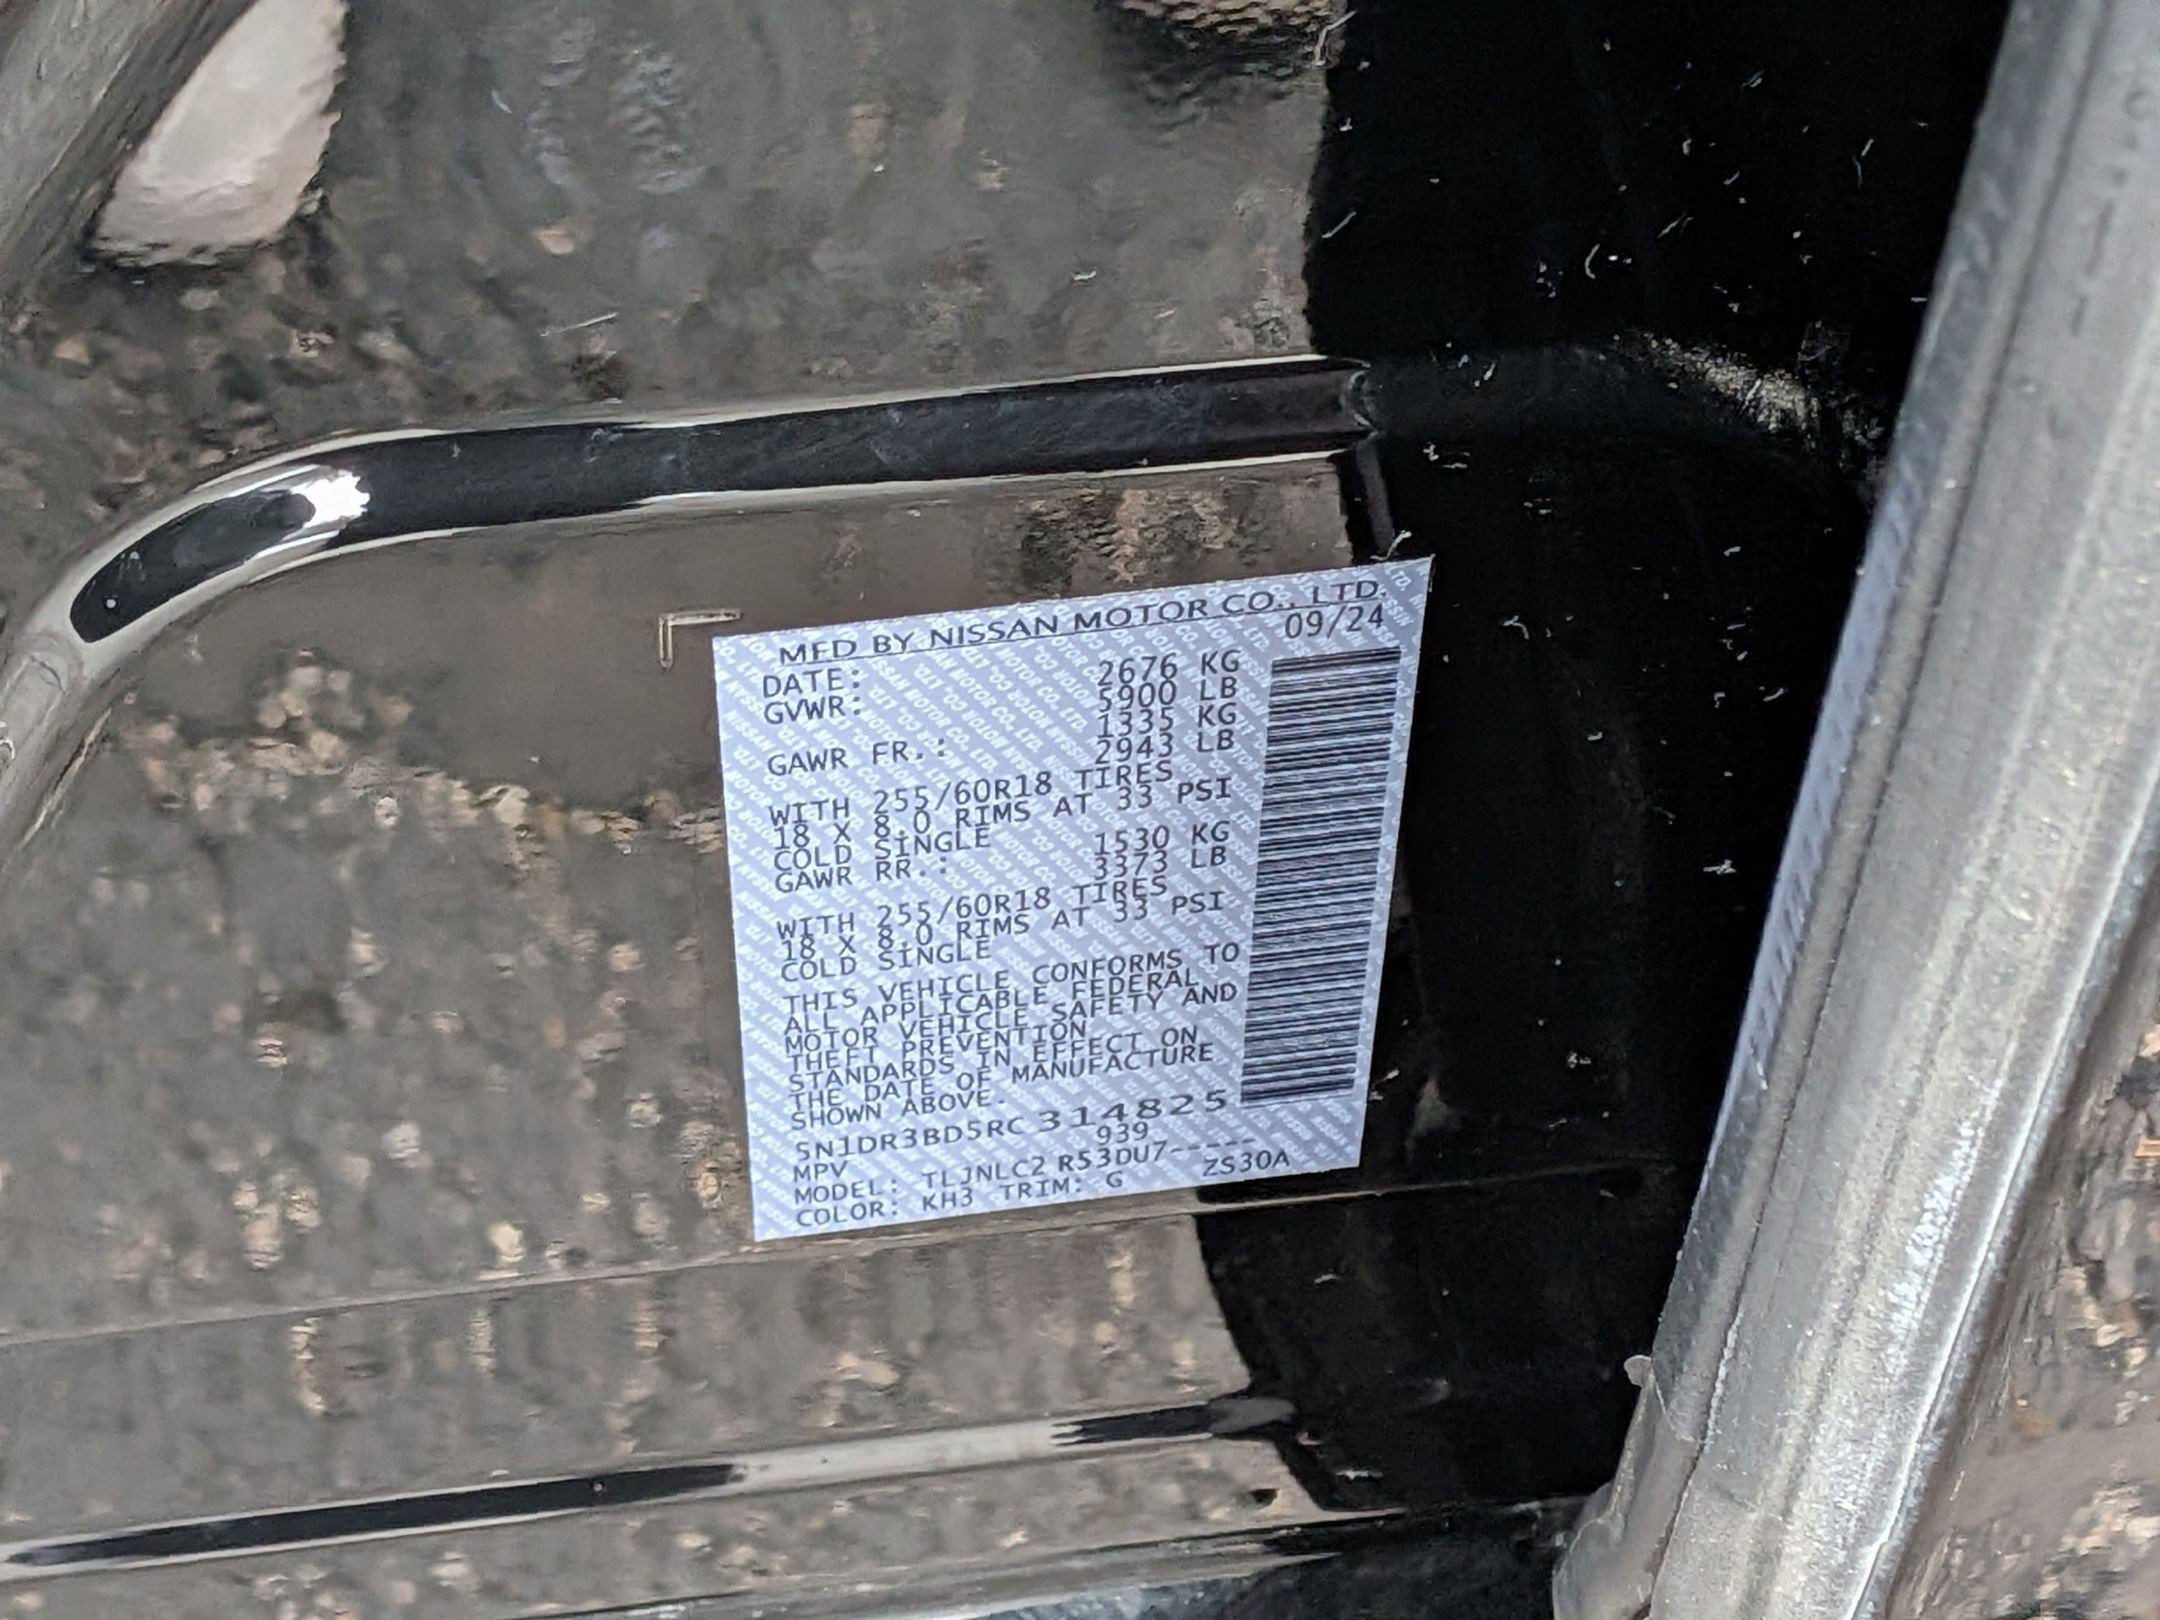 MFD BY NISSAN MOTOR CO., LTD.
DATE: 09/24
GVWR: 2676 KG
5900 LB
GAWR FR.: 1335 KG
2943 LB
WITH 255/60R18 TIRES
18 X 8.0 RIMS AT 33 PSI
COLD SINGLE
GAWR RR.: 1530 KG
3373 LB
WITH 255/60R18 TIRES
18 X 8.0 RIMS AT 33 PSI
COLD SINGLE
THIS VEHICLE CONFORMS TO
ALL APPLICABLE FEDERAL
MOTOR VEHICLE SAFETY AND
THEFT PREVENTION
STANDARDS IN EFFECT ON
THE DATE OF MANUFACTURE
SHOWN ABOVE.
5N1DR3BD5RC314825
MPV 939
MODEL: TLJNLC2 R53DU7-----
COLOR: KH3 TRIM: G ZS30A